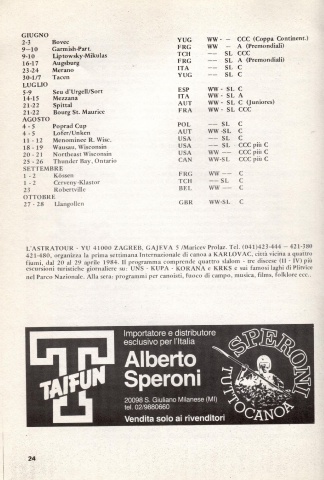 GIUGNO
2-3 Bovec YUG WW - - CCC (Coppa Continent.)
9-10 Garmish-Part. FRG WW — A (Premondiali)
9-10 Liptowsky-Mikulas TCH — SL CC
16-17 Augsburg FRG — SL A (Premondiali)
23-24 Merano ITA — SL C
30-1/7 Tacen YUG — SL C
LUGLIO
5-9 Seu d'Urgell/Sort ESP WW - SL C
14-15 Mezzana ITA WW - SL A
21-22 Spittal AUT WW - SL C (Juniores)
21-22 Bourg St. Maurice FRA WW - SL CCC
AGOSTO
4 - 5 Poprad Cup POL — SL C
4 - 5 Lofer/Unken AUT WW-SL C
11 - 12 Menominee R. Wisc. USA — SL C
18 - 19 Wausau, Wisconsin USA — SL CCC più C
20 - 21 Northeast Wisconsin USA WW — CCC più C
25 - 26 Thunder Bay, Ontario CAN WW-SL CCC più C
SETTEMBRE
1 - 2 Kössen FRG WW — C
1 - 2 Cerveny-Klastor TCH — SL C
23 Robertville BEL WW — C
OTTOBRE
27 - 28 Llangollen GBR WW-SL C
L'ASTRATOUR - YU 41000 ZAGREB, GAJEVA 5 /Maricev Prolaz. Tel. (041)423-444 — 421-380
421-480, organizza la prima settimana Internazionale di canoa a KARLOVAC, città vicina a quattro
fiumi, dal 20 al 29 aprile 1984. Il programma comprende quattro slalom - tre discese (II - IV) più
escursioni turistiche giornaliere su: UNS - KUPA - KORANA e KRKS e sui famosi laghi di Plitvice
nel Parco Nazionale. Alla sera: programmi per canoisti, fuoco di campo, musica, films, folklore ecc..
T
TAIFUN
Importatore e distributore
esclusivo per l'Italia
Alberto
Speroni
20098 S. Giuliano Milanese (MI)
tel. 02/9880660
Vendita solo ai rivenditori
SPERONI
TUTTOCANOA
24